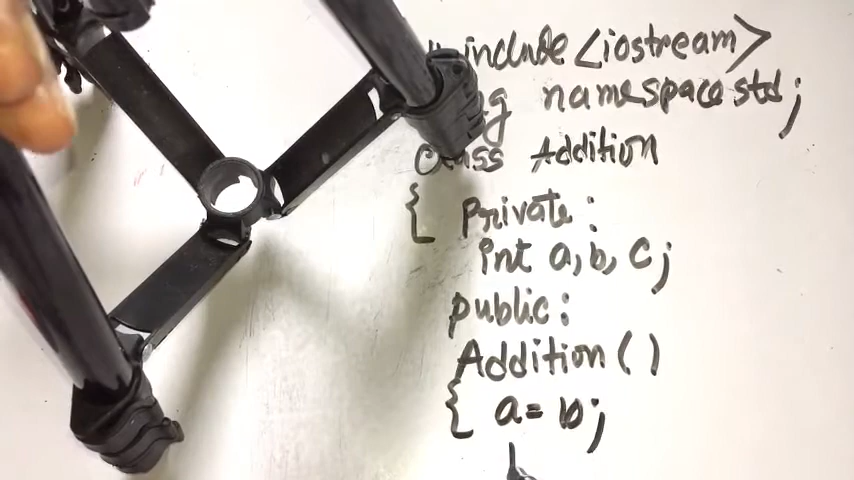 include <iostream>
namespace std;
class Addition
{ private:
int a, b, c;
public:
Addition ( )
{ a = 10;